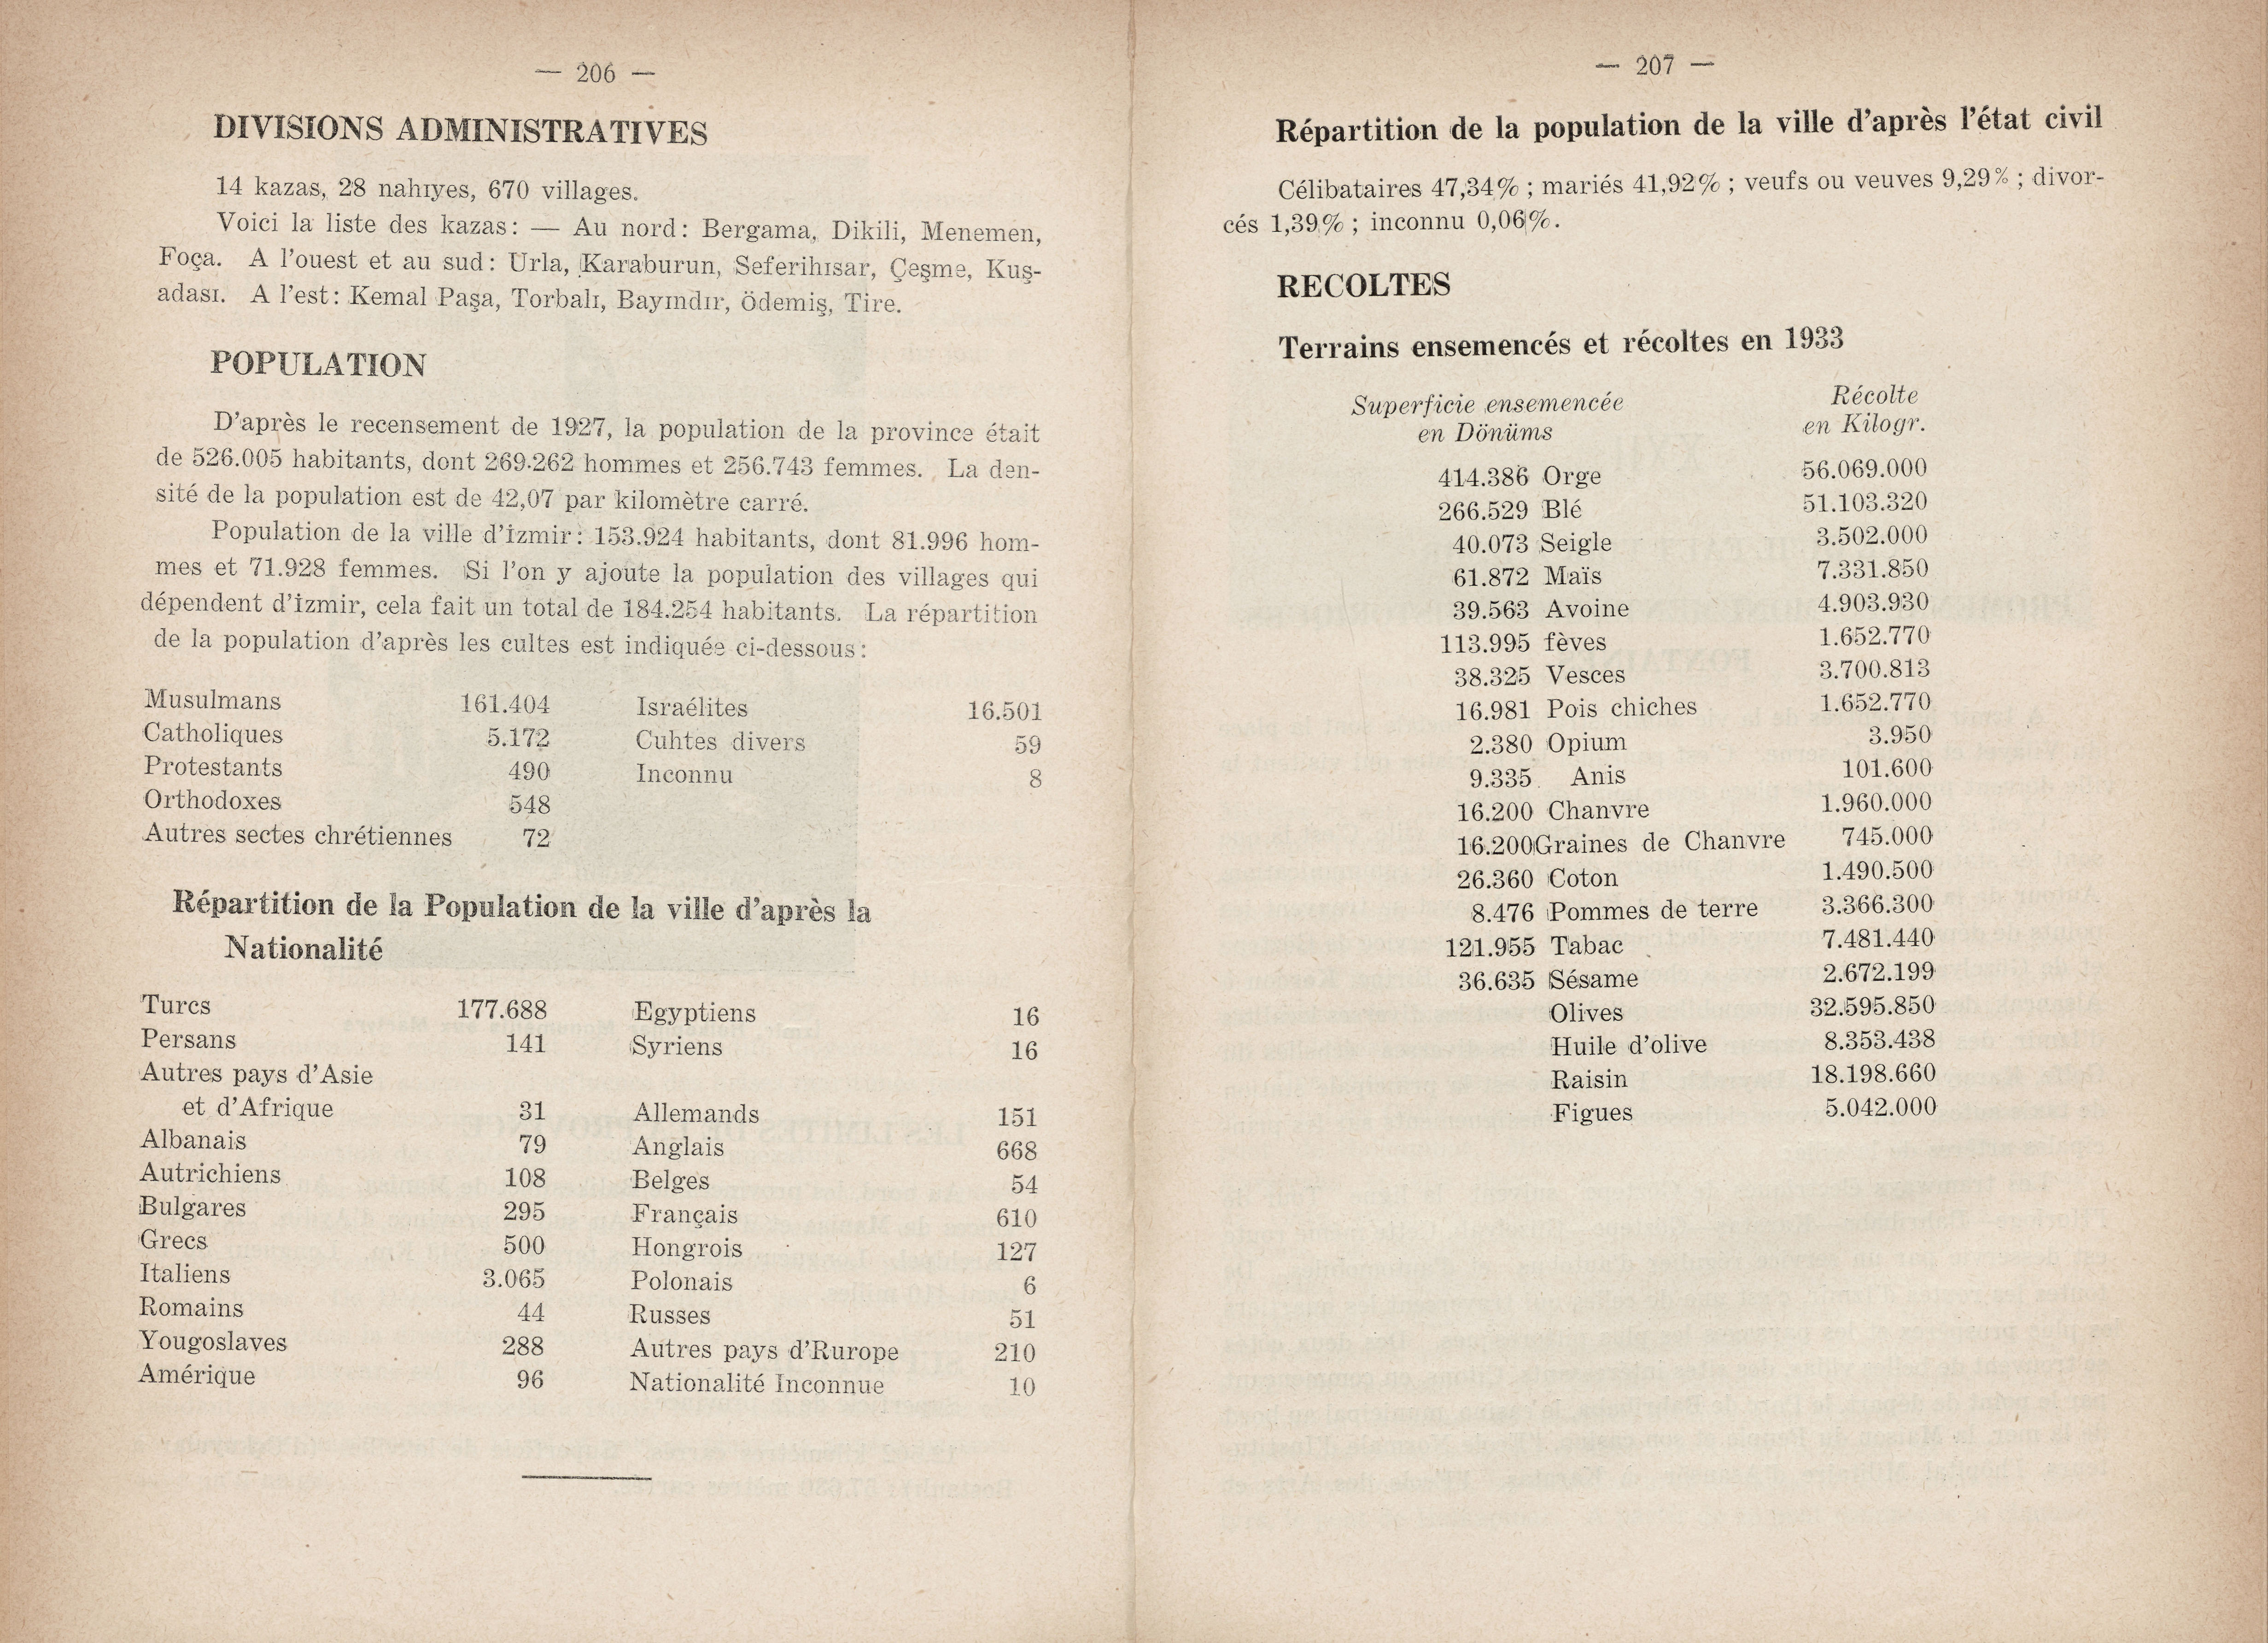 — 206 —
DIVISIONS ADMINISTRATIVES
14 kazas, 28 nahıyes, 670 villages.
Voici la liste des kazas: — Au nord: Bergama, Dikili, Menemen,
Foça. A l'ouest et au sud: Urla, Karaburun, Seferihısar, Çeşme, Kuş-
adası. A l'est: Kemal Paşa, Torbalı, Bayındır, ödemiş, Tire.
POPULATION
D'après le recensement de 1927, la population de la province était
de 526.005 habitants, dont 269.262 hommes et 256.743 femmes. La den-
sité de la population est de 42,07 par kilomètre carré.
Population de la ville d'izmir: 153.924 habitants, dont 81.996 hom-
mes et 71.928 femmes. Si l'on y ajoute la population des villages qui
dépendent d'izmir, cela fait un total de 184.254 habitants. La répartition
de la population d'après les cultes est indiquée ci-dessous:
Musulmans 161.404 Israélites 16.501
Catholiques 5.172 Cuhtes divers 59
Protestants 490 Inconnu 8
Orthodoxes 548
Autres sectes chrétiennes 72
Répartition de la Population de la ville d'après la
Nationalité
Turcs 177.688 Egyptiens 16
Persans 141 Syriens 16
Autres pays d'Asie
et d'Afrique 31 Allemands 151
Albanais 79 Anglais 668
Autrichiens 108 Belges 54
Bulgares 295 Français 610
Grecs 500 Hongrois 127
Italiens 3.065 Polonais 6
Romains 44 Russes 51
Yougoslaves 288 Autres pays d'Rurope 210
Amérique 96 Nationalité Inconnue 10
— 207 —
Répartition de la population de la ville d'après l'état civil
Célibataires 47,34% ; mariés 41,92% ; veufs ou veuves 9,29% ; divor-
cés 1,39% ; inconnu 0,06%.
RECOLTES
Terrains ensemencés et récoltes en 1933
Superficie ensemencée Récolte
en Dönüms en Kilogr.
414.386 Orge 56.069.000
266.529 Blé 51.103.320
40.073 Seigle 3.502.000
61.872 Maïs 7.331.850
39.563 Avoine 4.903.930
113.995 fèves 1.652.770
38.325 Vesces 3.700.813
16.981 Pois chiches 1.652.770
2.380 Opium 3.950
9.335 Anis 101.600
16.200 Chanvre 1.960.000
16.200 Graines de Chanvre 745.000
26.360 Coton 1.490.500
8.476 Pommes de terre 3.366.300
121.955 Tabac 7.481.440
36.635 Sésame 2.672.199
Olives 32.595.850
Huile d'olive 8.353.438
Raisin 18.198.660
Figues 5.042.000